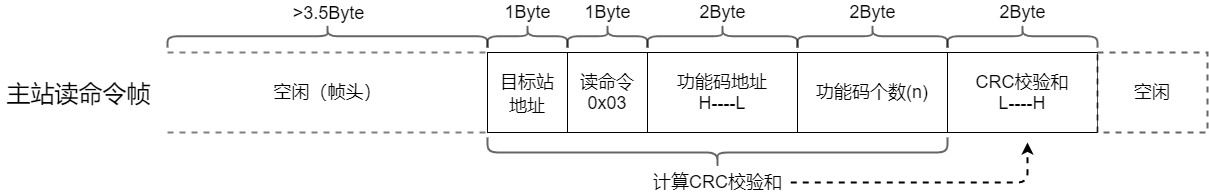 >3.5Byte
1Byte
1Byte
2Byte
2Byte
2Byte
主站读命令帧
空闲（帧头）
目标站
地址
读命令
0x03
功能码地址
H----L
功能码个数(n)
CRC校验和
L----H
空闲
计算CRC校验和